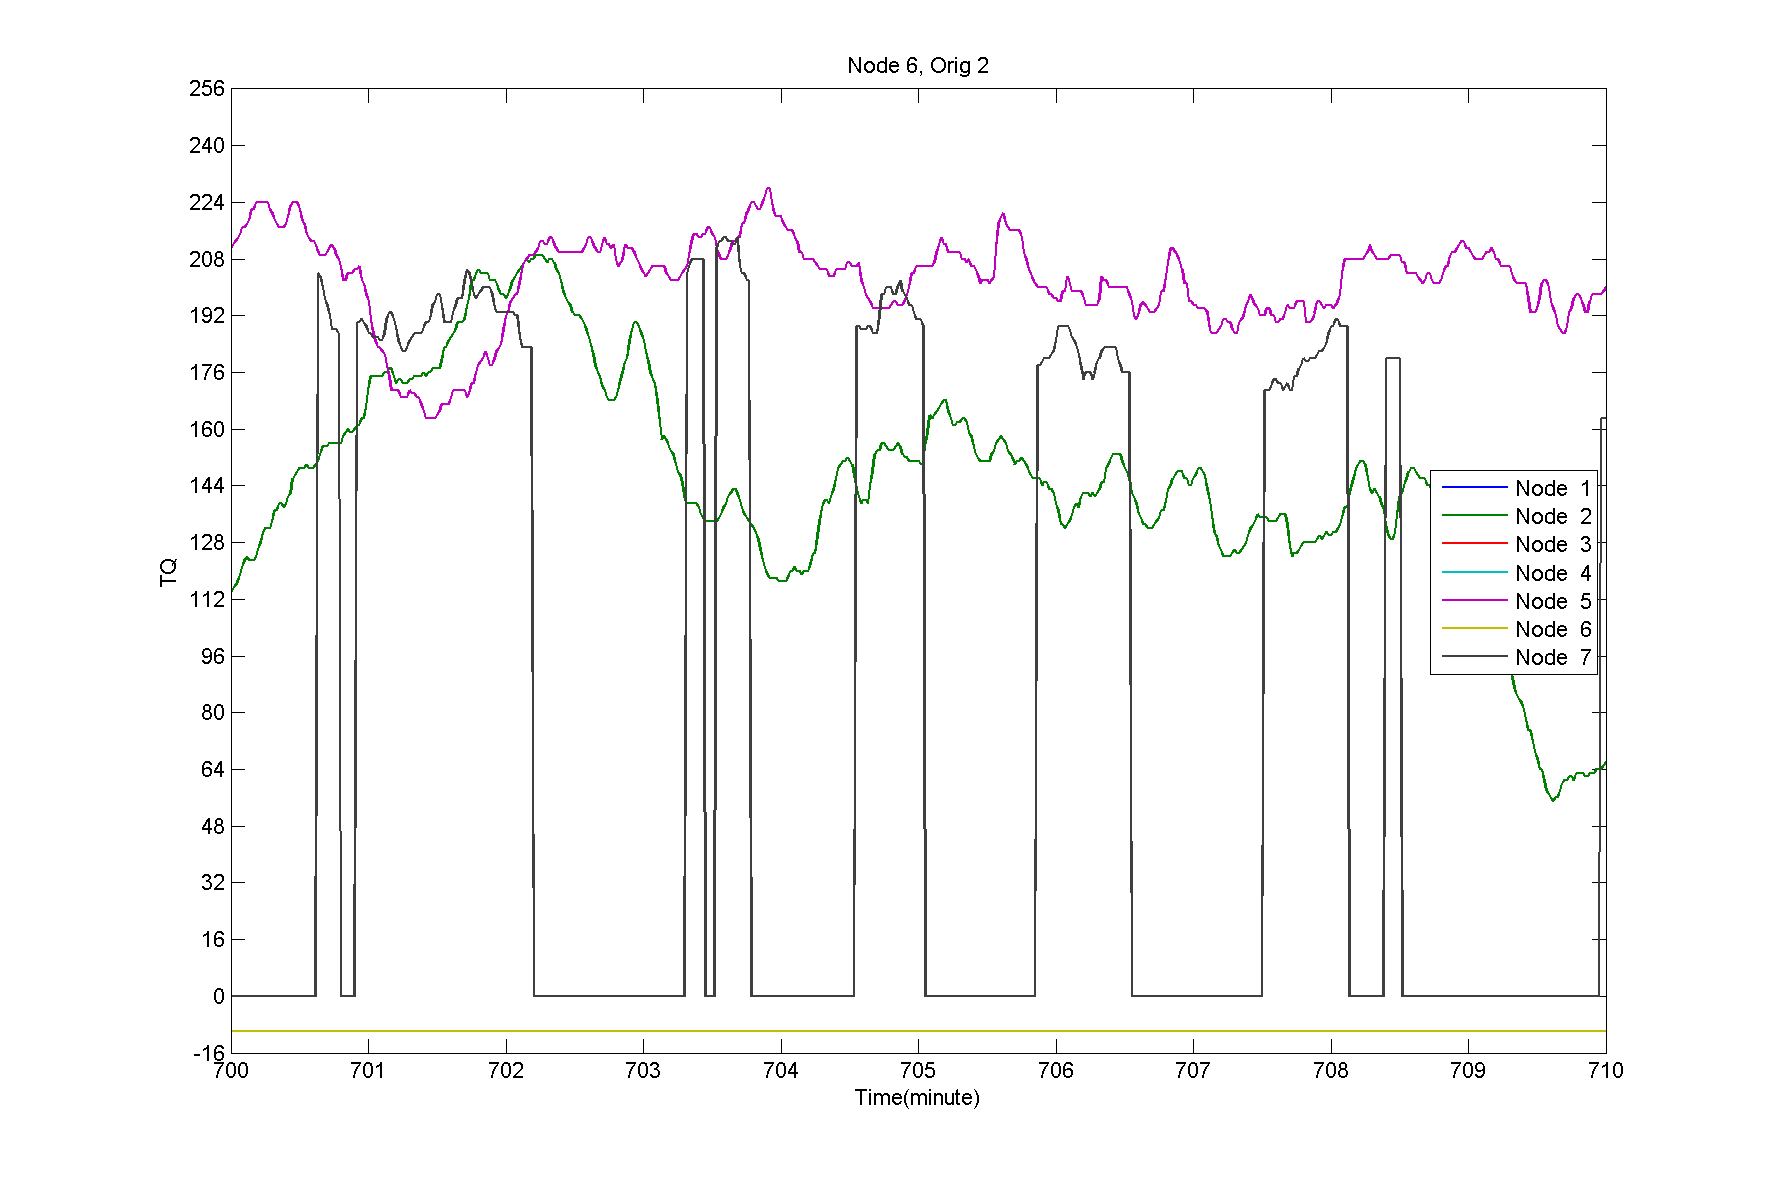 Node 6, Orig 2
256
240
224
208
192
176
160
144
128
112
96
80
64
48
32
16
0
-16
TQ
Node 1
Node 2
Node 3
Node 4
Node 5
Node 6
Node 7
700 701 702 703 704 705 706 707 708 709 710
Time(minute)